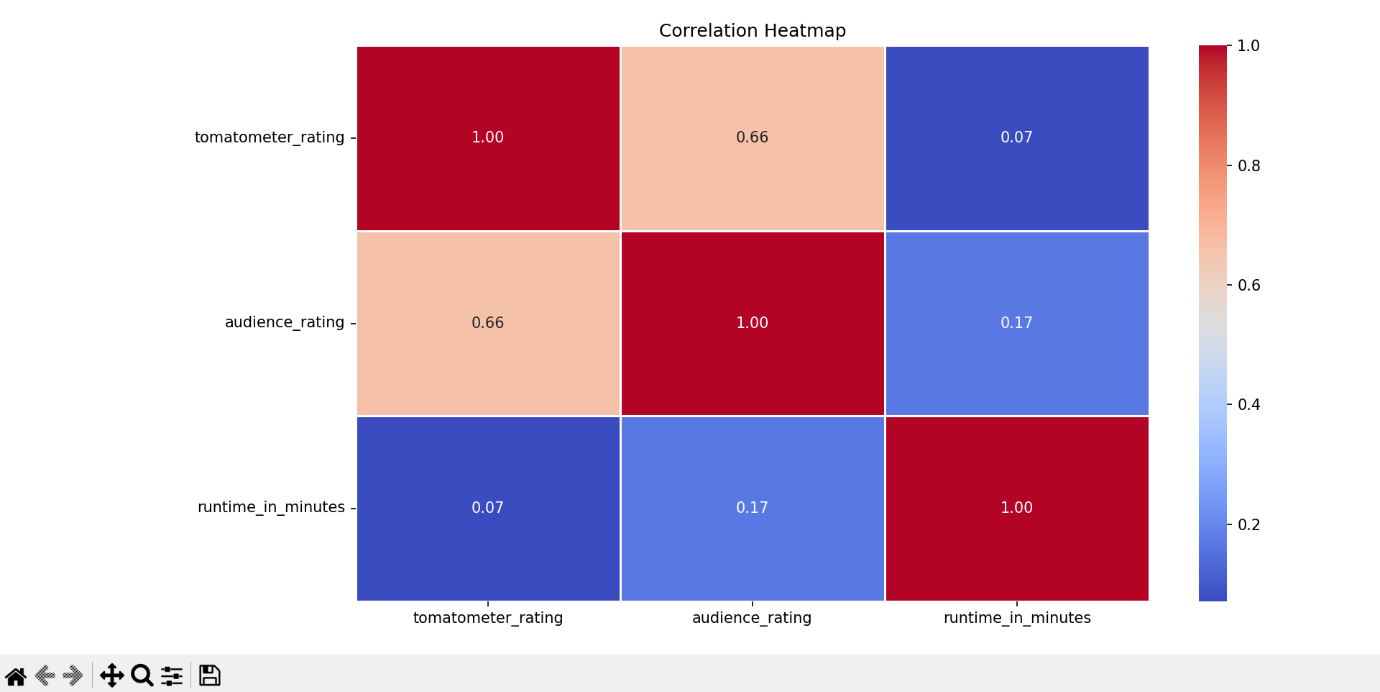 Correlation Heatmap
tomatometer_rating
1.00
0.66
0.07
audience_rating
0.66
1.00
0.17
runtime_in_minutes
0.07
0.17
1.00
tomatometer_rating
audience_rating
runtime_in_minutes
1.0
0.8
0.6
0.4
0.2